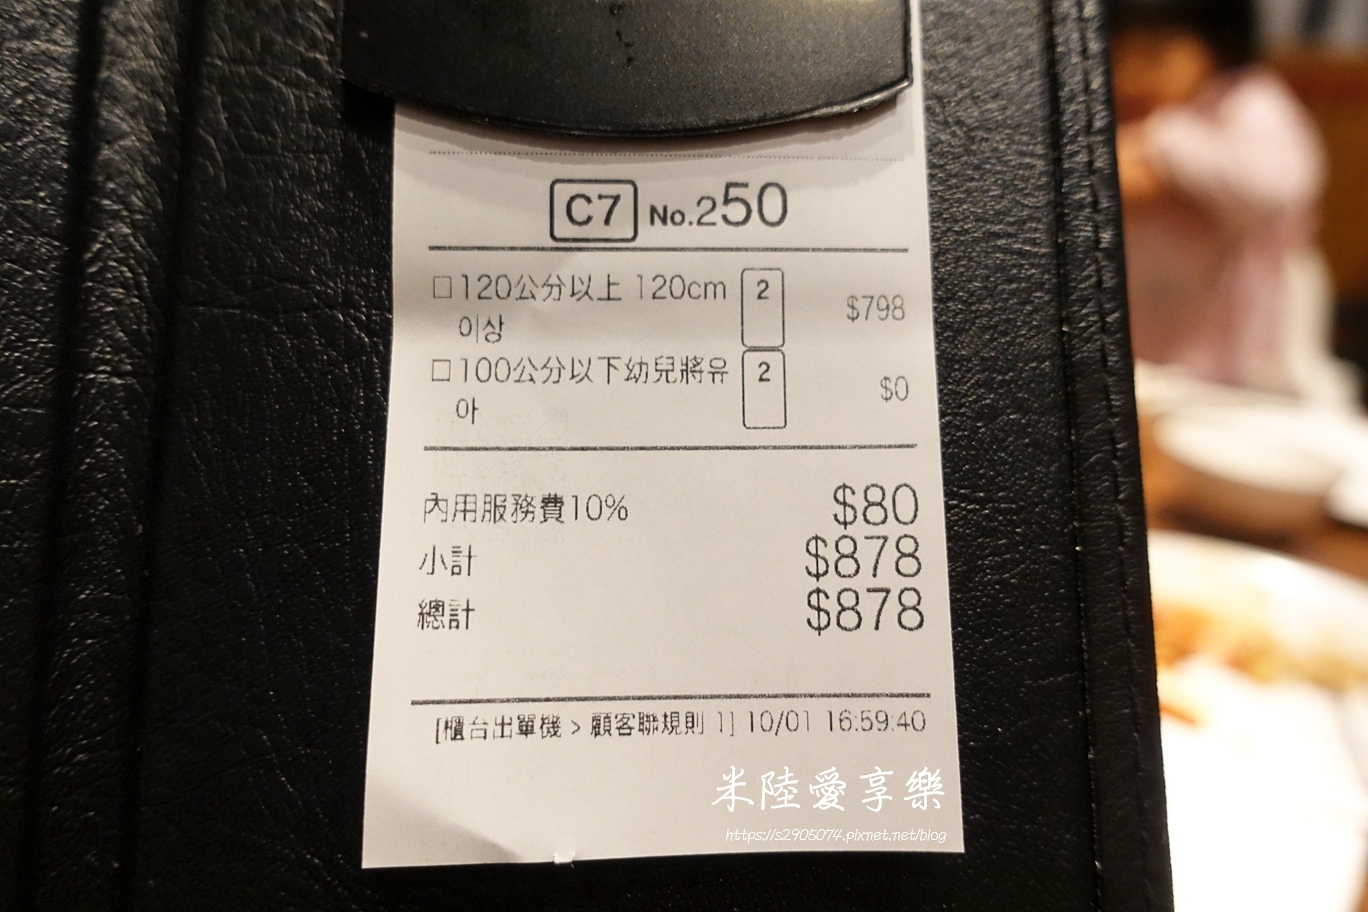 C7 No.250
□120公分以上 120cm 2 $798
이상
□100公分以下幼兒將유 2 $0
아
內用服務費10% $80
小計 $878
總計 $878
[櫃台出單機 > 顧客聯規則 1] 10/01 16:59:40
米陸愛享樂
https://s2905074.pixnet.net/blog